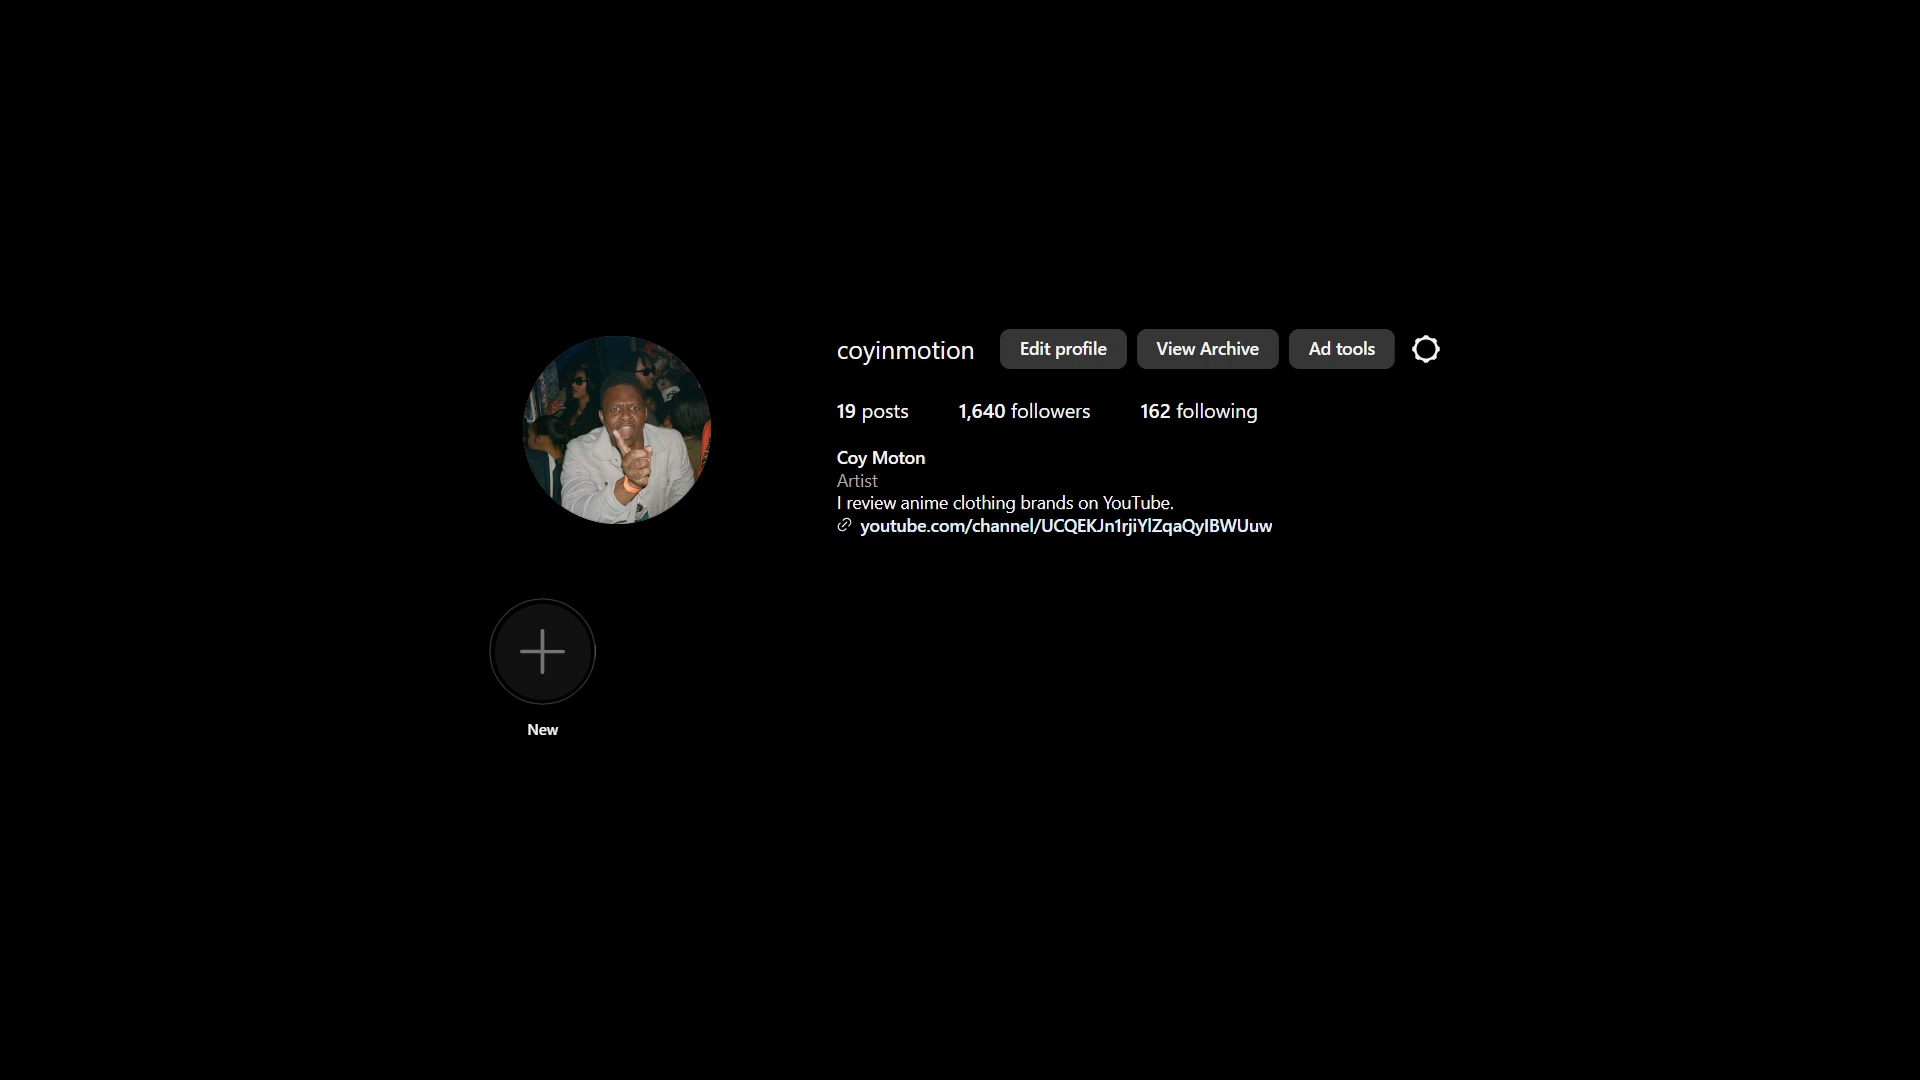 coyinmotion Edit profile View Archive Ad tools
19 posts 1,640 followers 162 following
Coy Moton
Artist
I review anime clothing brands on YouTube.
youtube.com/channel/UCQEKJn1rjiYlZqaQylBWUuw
New